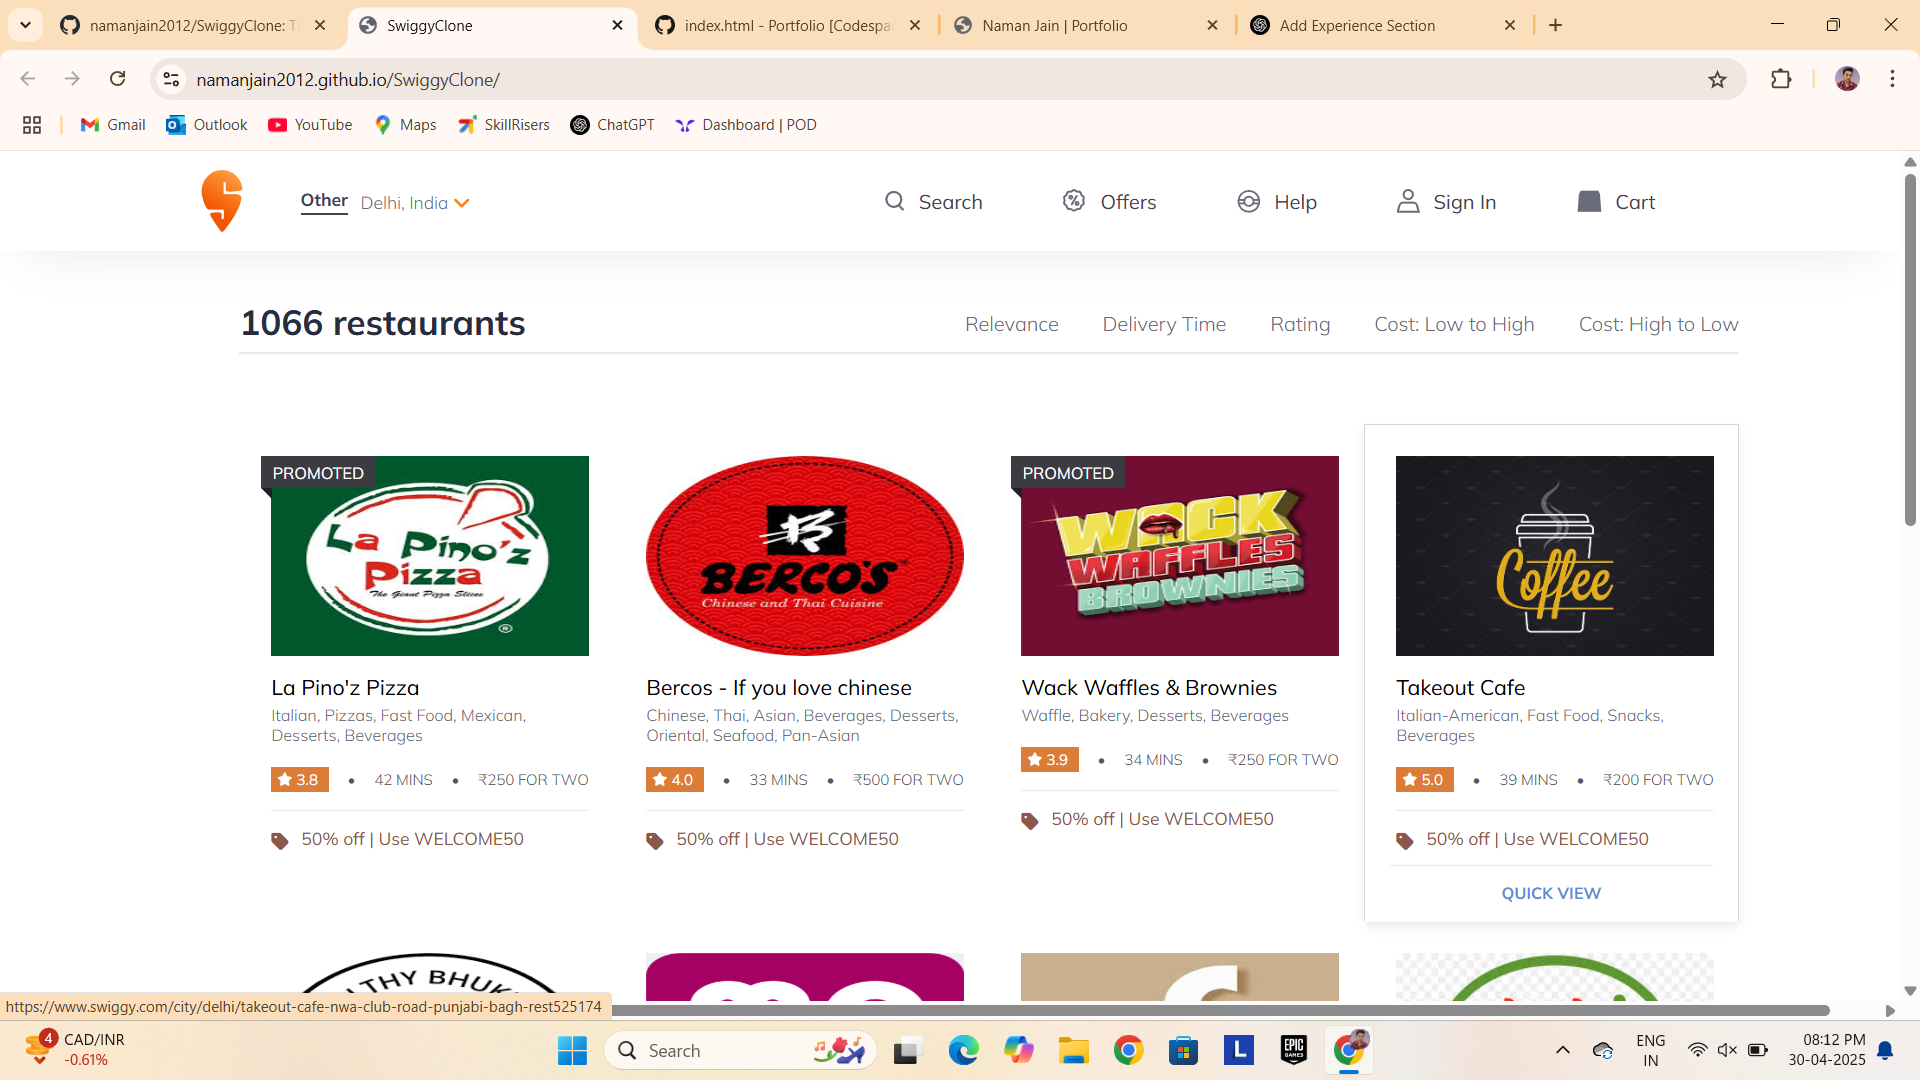 namanjain2012/SwiggyClone: T
SwiggyClone
index.html - Portfolio [Codespa
Naman Jain | Portfolio
Add Experience Section
namanjain2012.github.io/SwiggyClone/
Gmail
Outlook
YouTube
Maps
SkillRisers
ChatGPT
Dashboard | POD
Other Delhi, India
Search
Offers
Help
Sign In
Cart
1066 restaurants
Relevance
Delivery Time
Rating
Cost: Low to High
Cost: High to Low
PROMOTED
La Pino'z
Pizza
The Giant Pizza Slices
®
BERCO'S
Chinese and Thai Cuisine
PROMOTED
WACK
WAFFLES
BROWNIES
Coffee
La Pino'z Pizza
Italian, Pizzas, Fast Food, Mexican,
Desserts, Beverages
3.8 • 42 MINS • ₹250 FOR TWO
50% off | Use WELCOME50
Bercos - If you love chinese
Chinese, Thai, Asian, Beverages, Desserts,
Oriental, Seafood, Pan-Asian
4.0 • 33 MINS • ₹500 FOR TWO
50% off | Use WELCOME50
Wack Waffles & Brownies
Waffle, Bakery, Desserts, Beverages
3.9 • 34 MINS • ₹250 FOR TWO
50% off | Use WELCOME50
Takeout Cafe
Italian-American, Fast Food, Snacks,
Beverages
5.0 • 39 MINS • ₹200 FOR TWO
50% off | Use WELCOME50
QUICK VIEW
THY BHUK
https://www.swiggy.com/city/delhi/takeout-cafe-nwa-club-road-punjabi-bagh-rest525174
4
CAD/INR
-0.61%
Search
L
EPIC
GAMES
ENG
IN
08:12 PM
30-04-2025